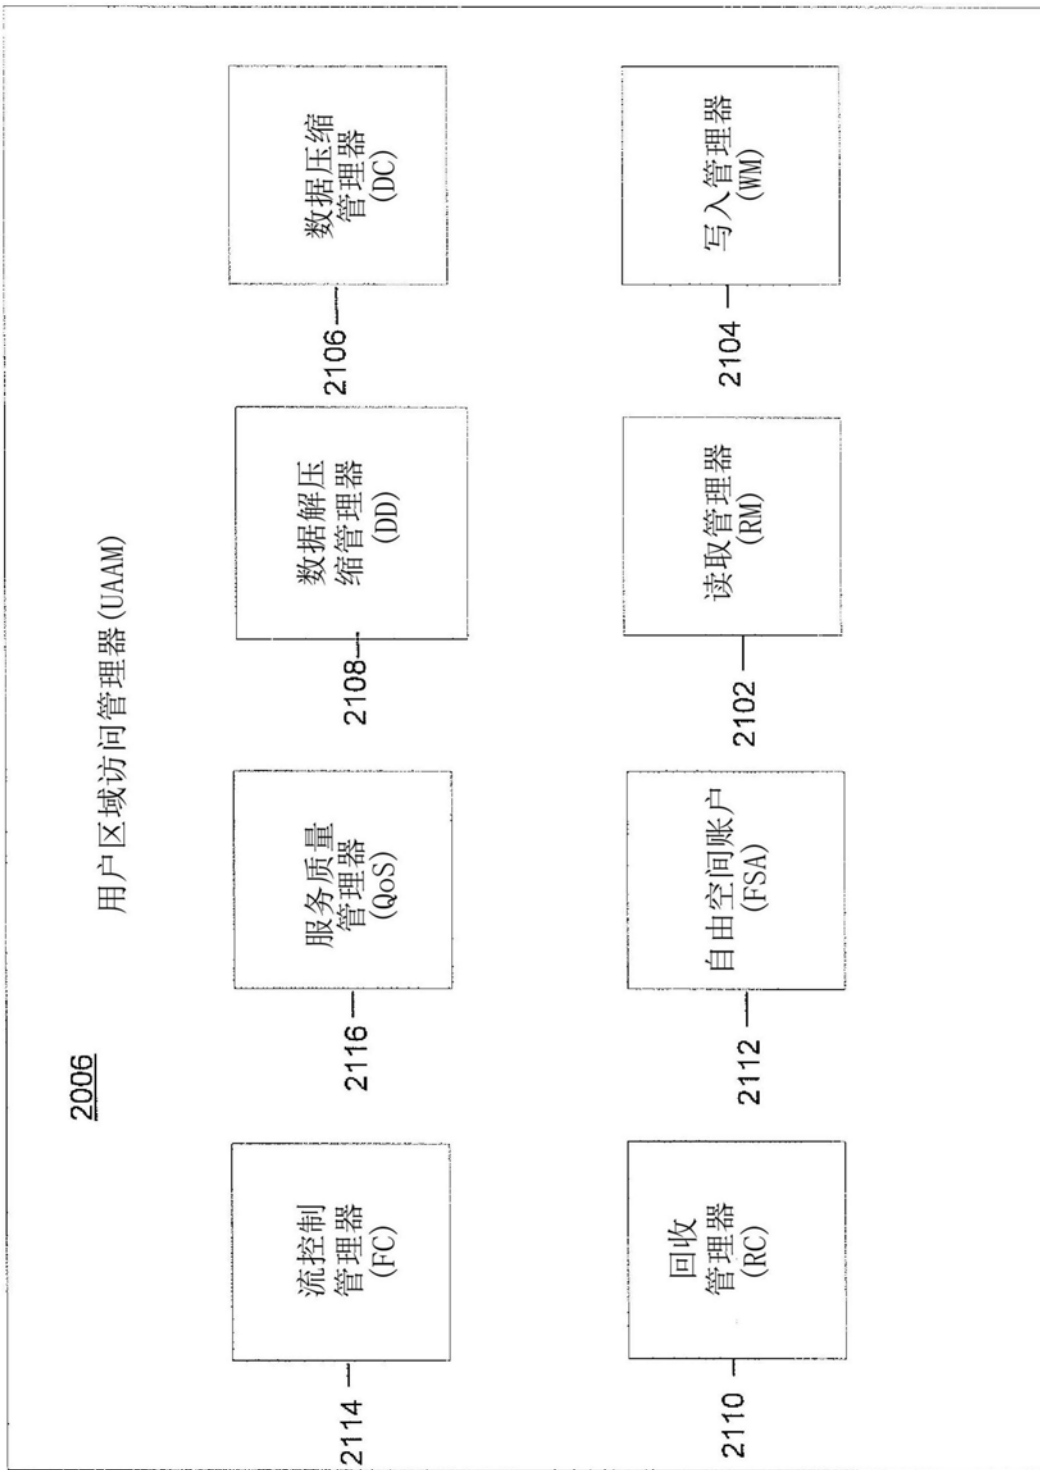 2006
用户区域访问管理器(UAAM)
2114
流控制
管理器
(FC)
2116
服务质量
管理器
(QoS)
2108
数据解压
缩管理器
(DD)
2106
数据压缩
管理器
(DC)
2110
回收
管理器
(RC)
2112
自由空间账户
(FSA)
2102
读取管理器
(RM)
2104
写入管理器
(WM)